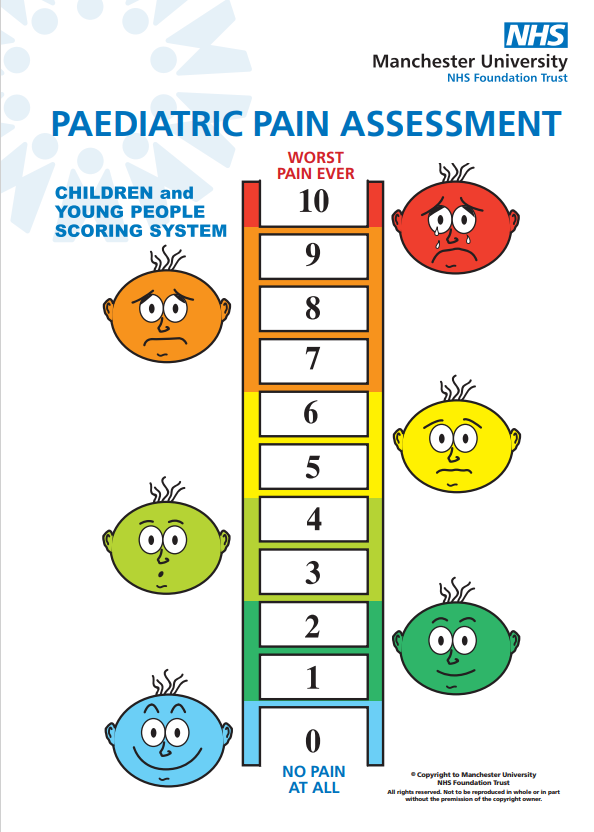 NHS
Manchester University
NHS Foundation Trust
PAEDIATRIC PAIN ASSESSMENT
WORST
PAIN EVER
CHILDREN and
YOUNG PEOPLE
SCORING SYSTEM
10
9
8
7
6
5
4
3
2
1
0
NO PAIN
AT ALL
© Copyright to Manchester University
NHS Foundation Trust
All rights reserved. Not to be reproduced in whole or in part
without the premission of the copyright owner.